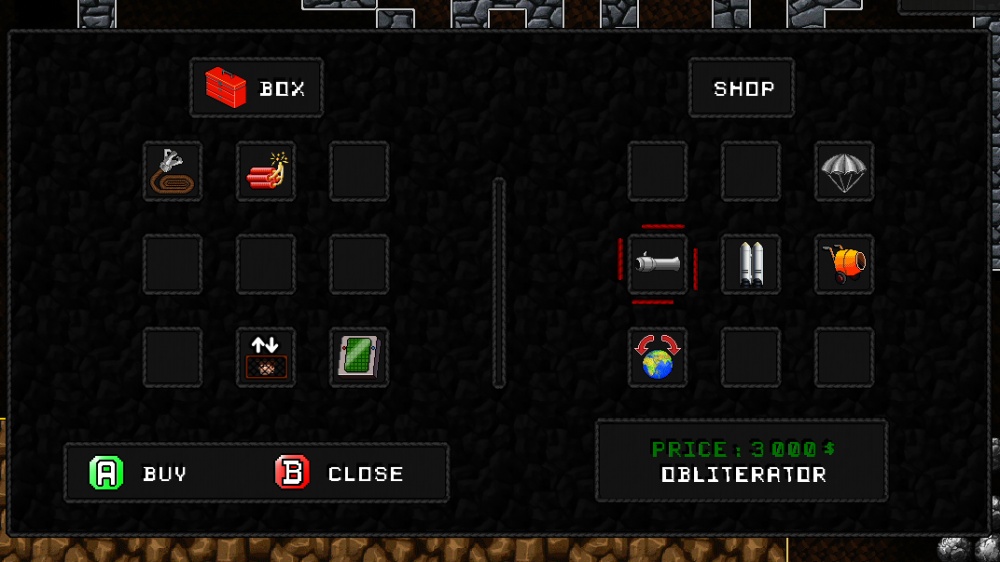 BOX
SHOP
A BUY
B CLOSE
PRICE: 3000$
OBLITERATOR